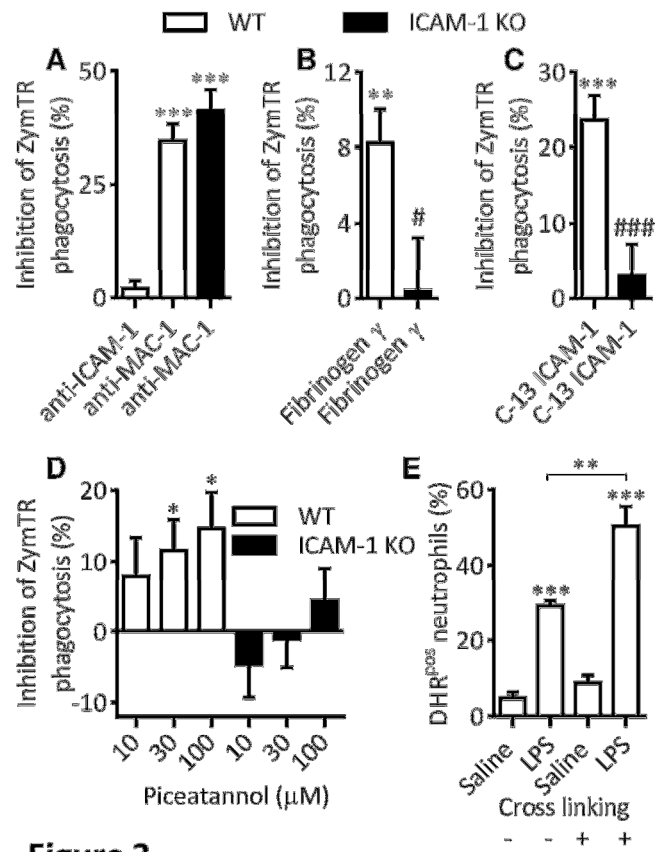 WT ICAM-1 KO
A
Inhibition of ZymTR
phagocytosis (%)
50
25
0
***
***
anti-ICAM-1
anti-MAC-1
anti-MAC-1
B
Inhibition of ZymTR
phagocytosis (%)
12
8
4
0
**
#
Fibrinogen γ
Fibrinogen γ
C
Inhibition of ZymTR
phagocytosis (%)
30
20
10
0
***
###
C-13 ICAM-1
C-13 ICAM-1
D
Inhibition of ZymTR
phagocytosis (%)
20
10
0
-10
*
*
WT
ICAM-1 KO
10
30
100
10
30
100
Piceatannol (μM)
E
DHRpos neutrophils (%)
60
40
20
0
**
***
***
Saline
LPS
Saline
LPS
Cross linking
- - + +